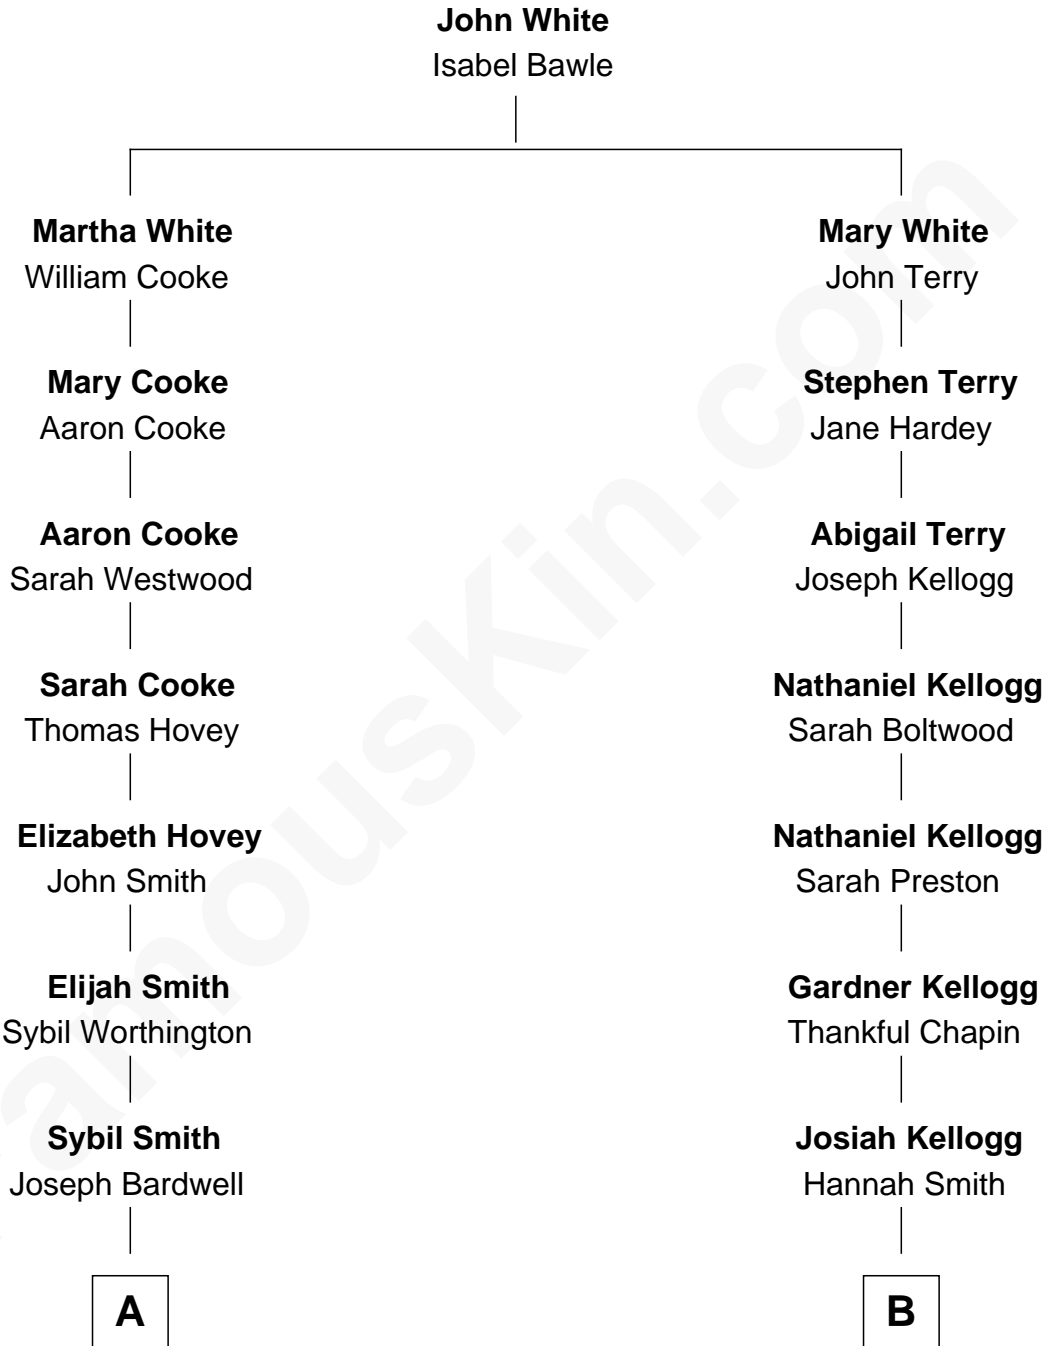 John White
Isabel Bawle
Martha White
William Cooke
Mary Cooke
Aaron Cooke
Aaron Cooke
Sarah Westwood
Sarah Cooke
Thomas Hovey
Elizabeth Hovey
John Smith
Elijah Smith
Sybil Worthington
Sybil Smith
Joseph Bardwell
A
Mary White
John Terry
Stephen Terry
Jane Hardey
Abigail Terry
Joseph Kellogg
Nathaniel Kellogg
Sarah Boltwood
Nathaniel Kellogg
Sarah Preston
Gardner Kellogg
Thankful Chapin
Josiah Kellogg
Hannah Smith
B
amouskin.com